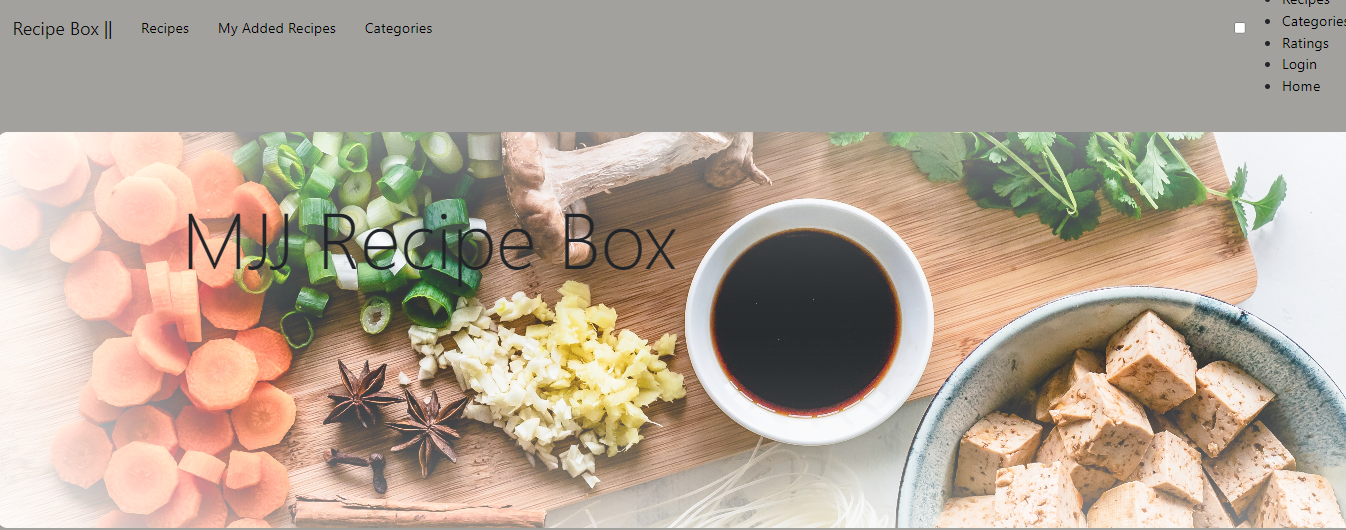 Recipe Box || Recipes My Added Recipes Categories
Recipes
Categories
Ratings
Login
Home
MJJ Recipe Box